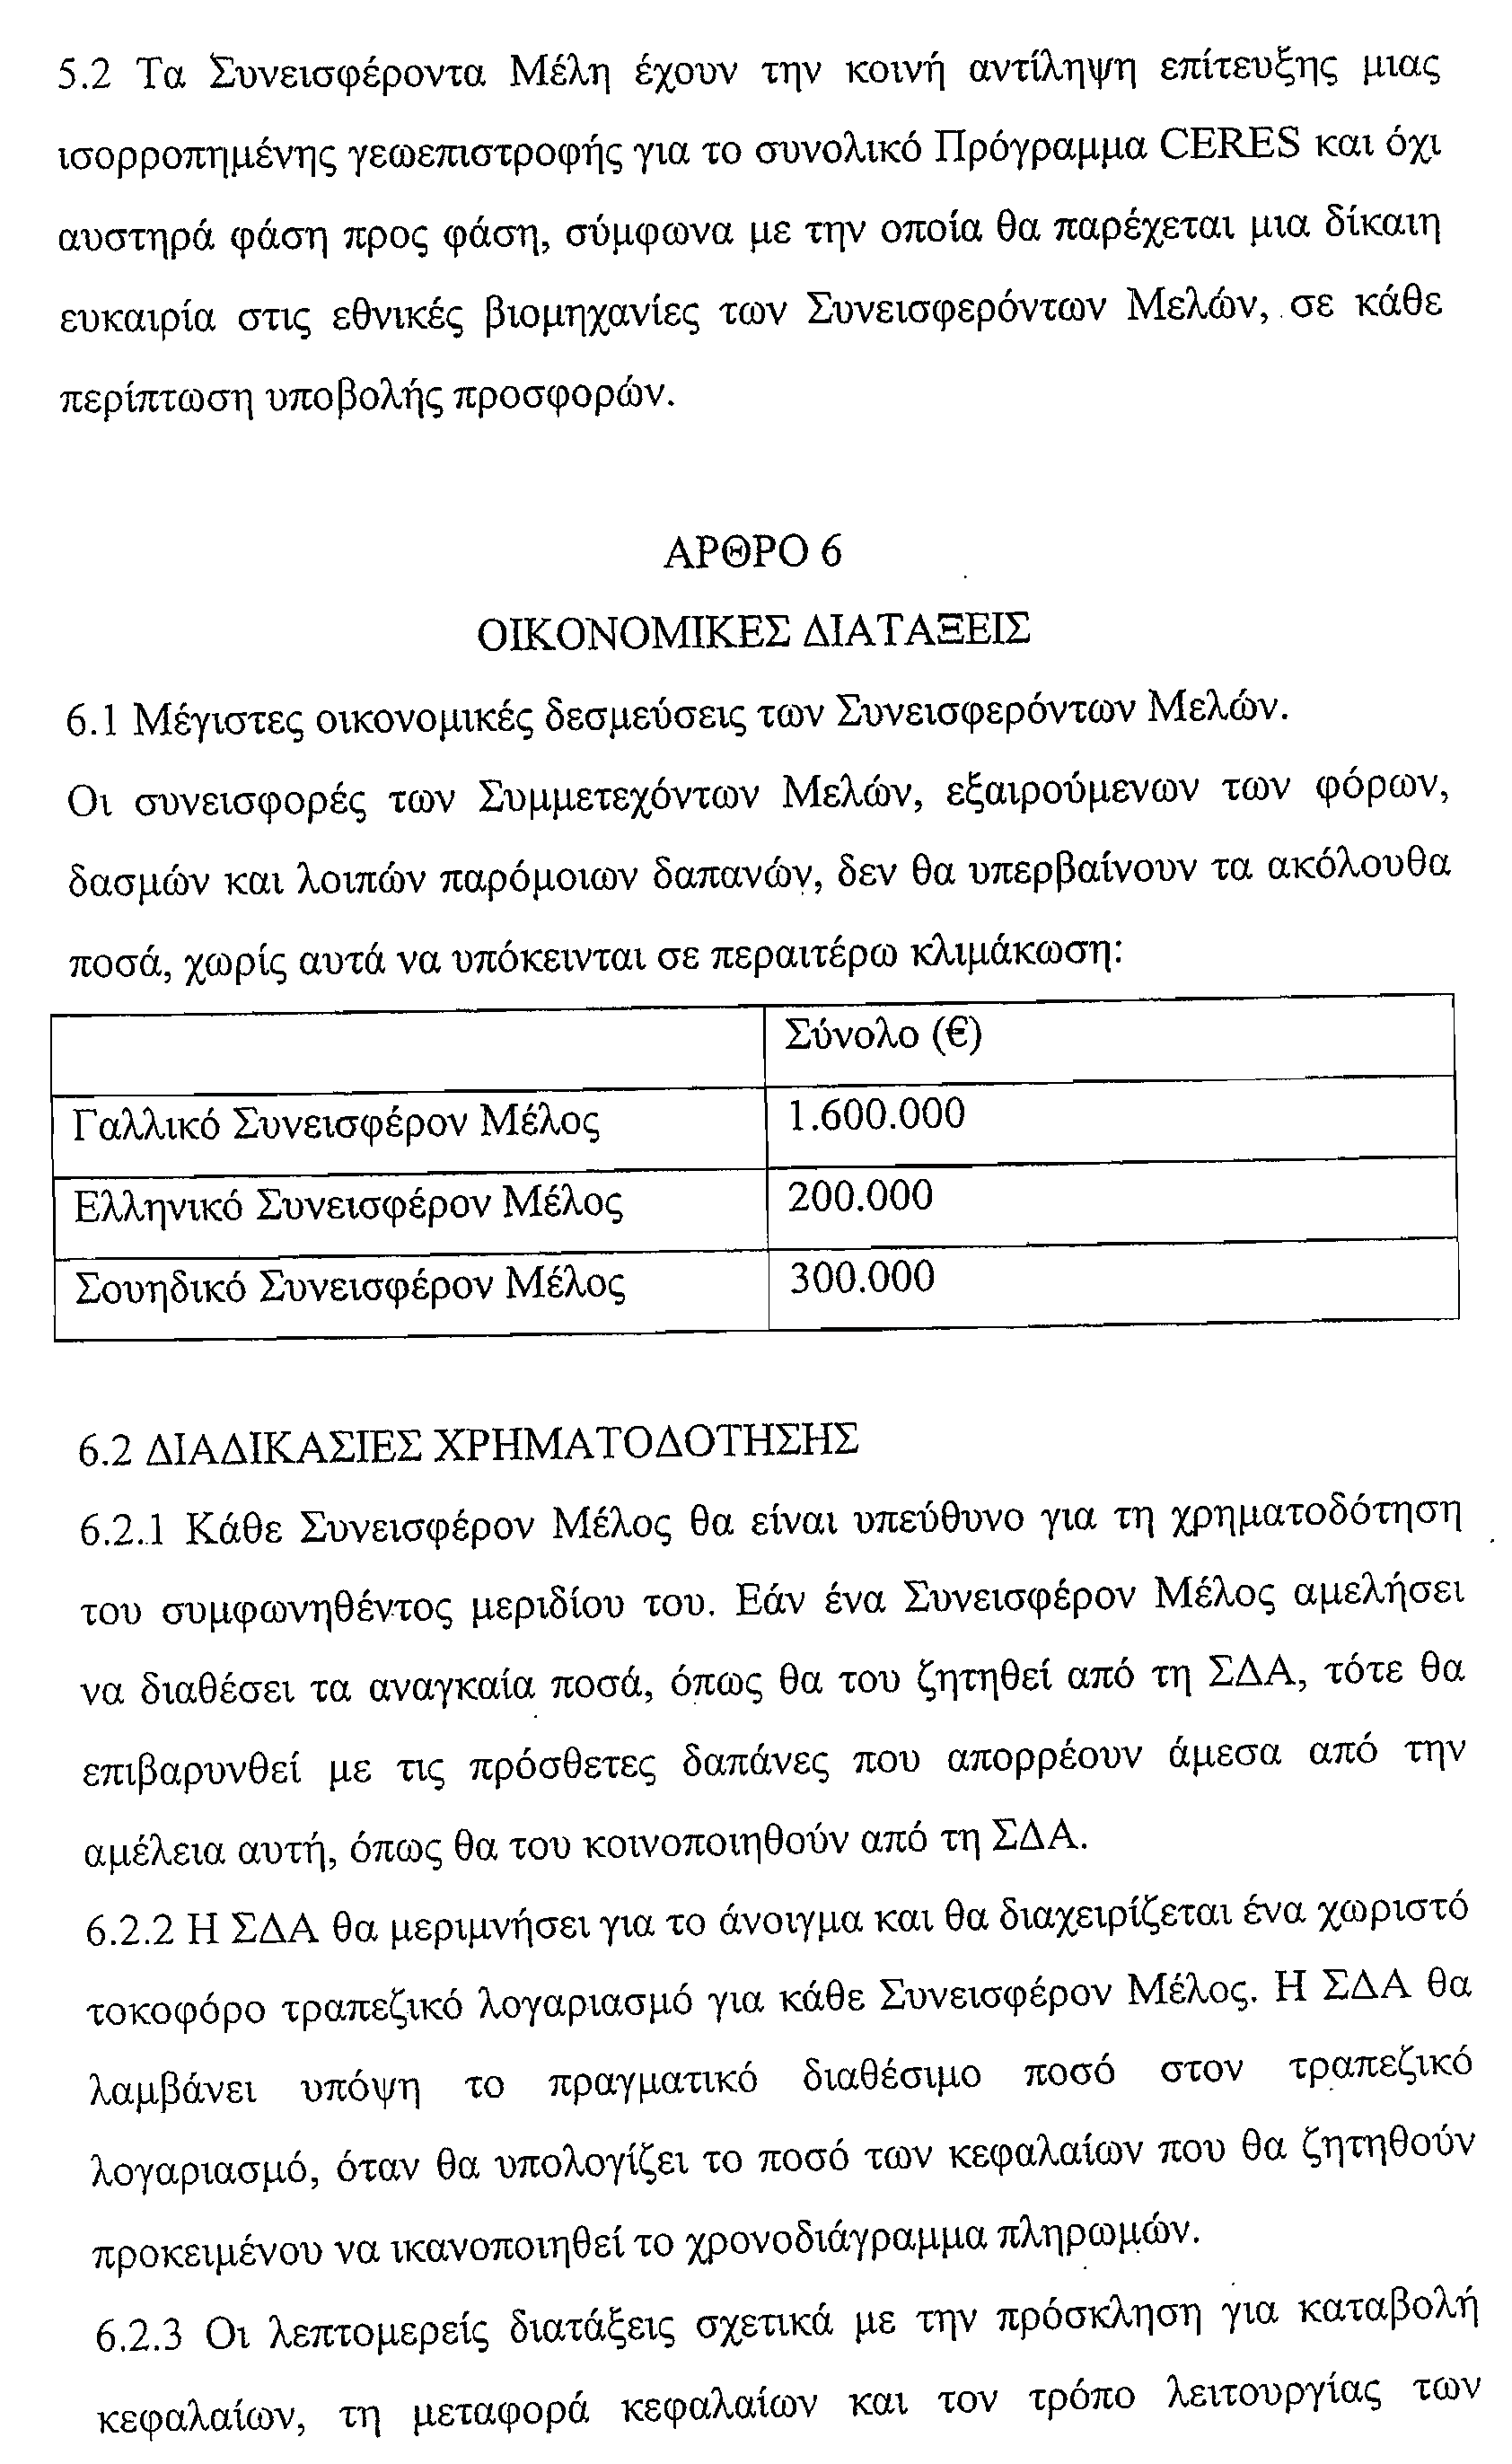 5.2 Τα Συνεισφέροντα Μέλη έχουν την κοινή αντίληψη επίτευξης μιας
ισορροπημένης γεωεπιστροφής για το συνολικό Πρόγραμμα CERES και όχι
αυστηρά φάση προς φάση, σύμφωνα με την οποία θα παρέχεται μια δίκαιη
ευκαιρία στις εθνικές βιομηχανίες των Συνεισφερόντων Μελών, σε κάθε
περίπτωση υποβολής προσφορών.
ΑΡΘΡΟ 6
ΟΙΚΟΝΟΜΙΚΕΣ ΔΙΑΤΑΞΕΙΣ
6.1 Μέγιστες οικονομικές δεσμεύσεις των Συνεισφερόντων Μελών.
Οι συνεισφορές των Συμμετεχόντων Μελών, εξαιρούμενων των φόρων,
δασμών και λοιπών παρόμοιων δαπανών, δεν θα υπερβαίνουν τα ακόλουθα
ποσά, χωρίς αυτά να υπόκεινται σε περαιτέρω κλιμάκωση:
Σύνολο (€)
Γαλλικό Συνεισφέρον Μέλος 1.600.000
Ελληνικό Συνεισφέρον Μέλος 200.000
Σουηδικό Συνεισφέρον Μέλος 300.000
6.2 ΔΙΑΔΙΚΑΣΙΕΣ ΧΡΗΜΑΤΟΔΟΤΗΣΗΣ
6.2.1 Κάθε Συνεισφέρον Μέλος θα είναι υπεύθυνο για τη χρηματοδότηση
του συμφωνηθέντος μεριδίου του. Εάν ένα Συνεισφέρον Μέλος αμελήσει
να διαθέσει τα αναγκαία ποσά, όπως θα του ζητηθεί από τη ΣΔΑ, τότε θα
επιβαρυνθεί με τις πρόσθετες δαπάνες που απορρέουν άμεσα από την
αμέλεια αυτή, όπως θα του κοινοποιηθούν από τη ΣΔΑ.
6.2.2 Η ΣΔΑ θα μεριμνήσει για το άνοιγμα και θα διαχειρίζεται ένα χωριστό
τοκοφόρο τραπεζικό λογαριασμό για κάθε Συνεισφέρον Μέλος. Η ΣΔΑ θα
λαμβάνει υπόψη το πραγματικό διαθέσιμο ποσό στον τραπεζικό
λογαριασμό, όταν θα υπολογίζει το ποσό των κεφαλαίων που θα ζητηθούν
προκειμένου να ικανοποιηθεί το χρονοδιάγραμμα πληρωμών.
6.2.3 Οι λεπτομερείς διατάξεις σχετικά με την πρόσκληση για καταβολή
κεφαλαίων, τη μεταφορά κεφαλαίων και τον τρόπο λειτουργίας των